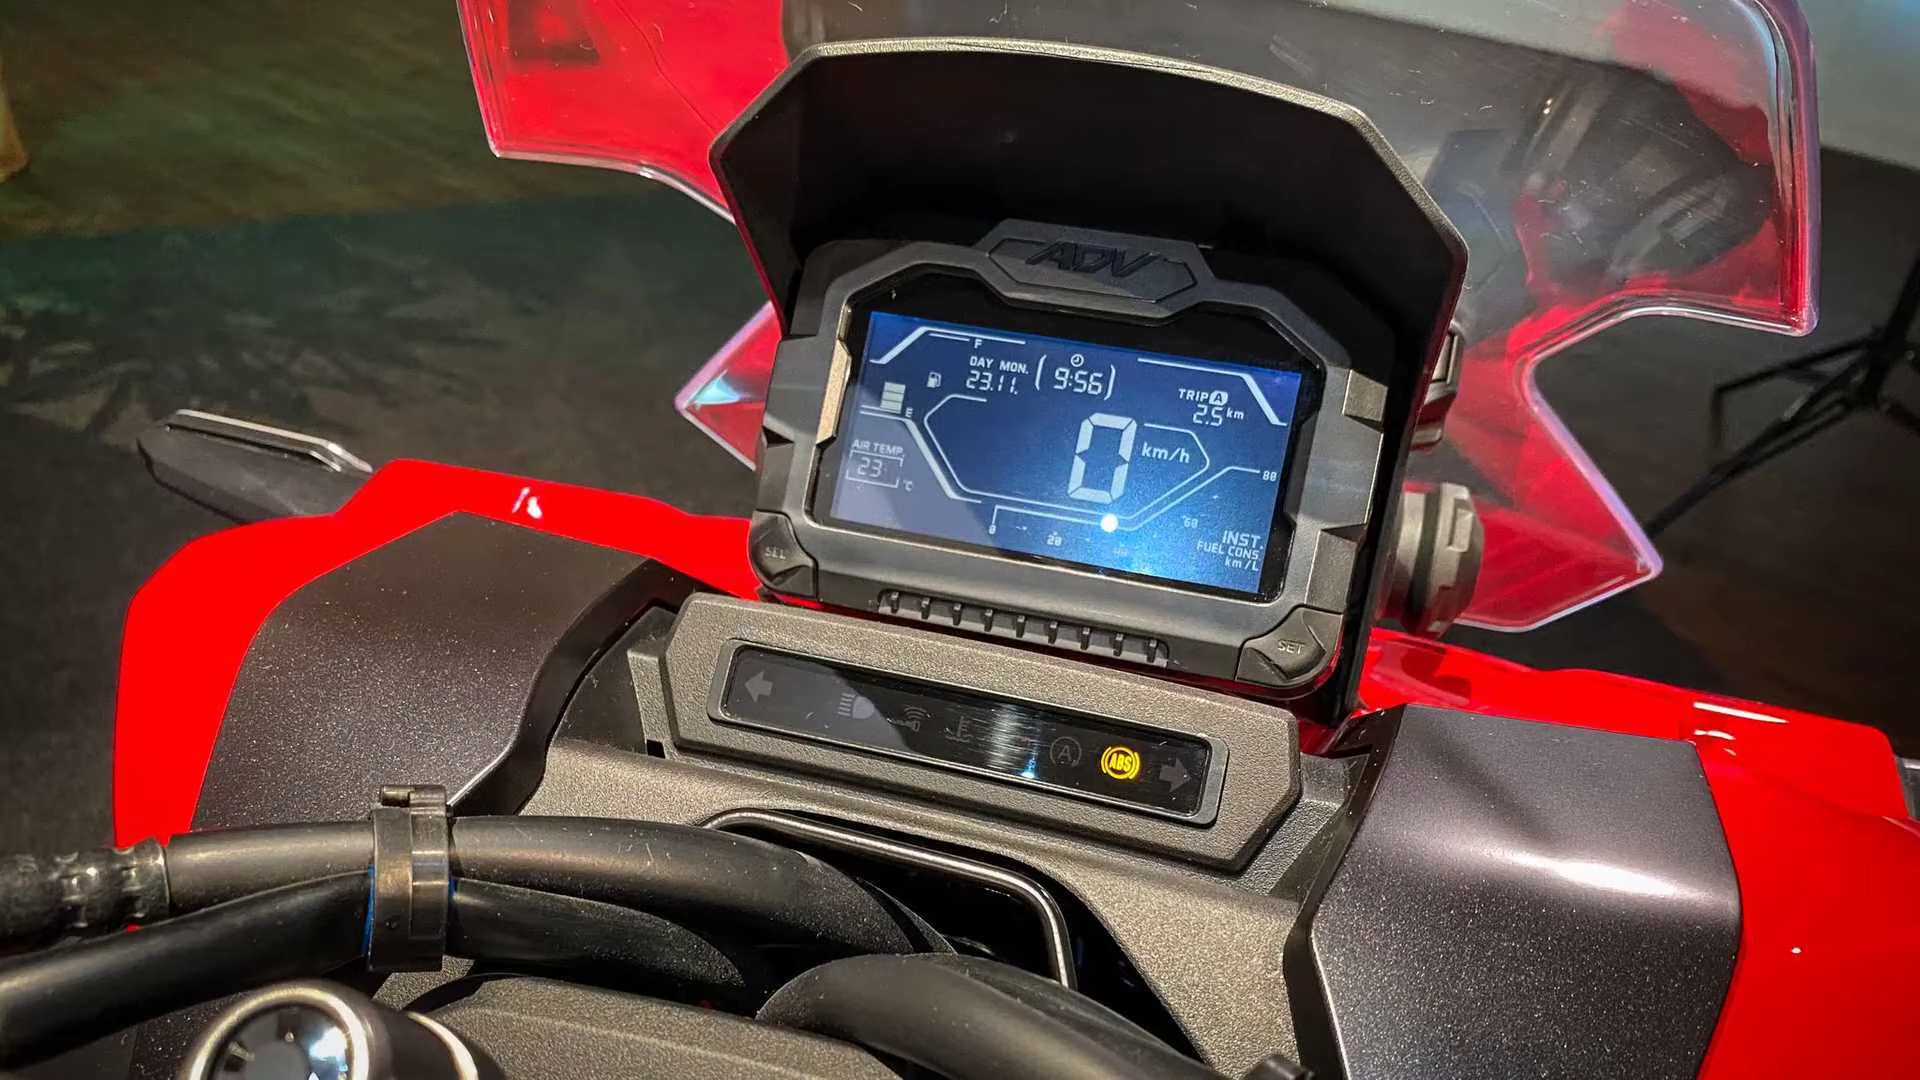 ADV
F
DAY MON.
23.11.
9:56
TRIP A
2.5 km
E
AIR TEMP.
23
°C
0
km/h
80
60
0
20
INST.
FUEL CONS.
km/L
SEL
SET
A
ABS